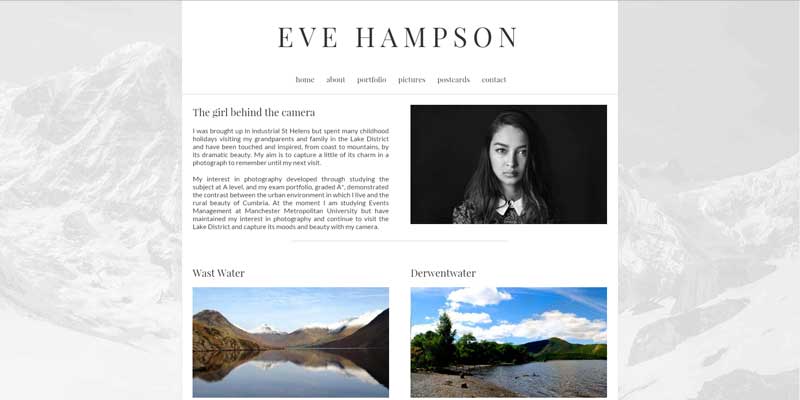 EVE HAMPSON
home about portfolio pictures postcards contact
The girl behind the camera
I was brought up in industrial St Helens but spent many childhood
holidays visiting my grandparents and family in the Lake District
and have been touched and inspired, from coast to mountains, by
its dramatic beauty. My aim is to capture a little of its charm in a
photograph to remember until my next visit.
My interest in photography developed through studying the
subject at A level, and my exam portfolio, graded A*, demonstrated
the contrast between the urban environment in which I live and the
rural beauty of Cumbria. At the moment I am studying Events
Management at Manchester Metropolitan University but have
maintained my interest in photography and continue to visit the
Lake District and capture its moods and beauty with my camera.
Wast Water
Derwentwater